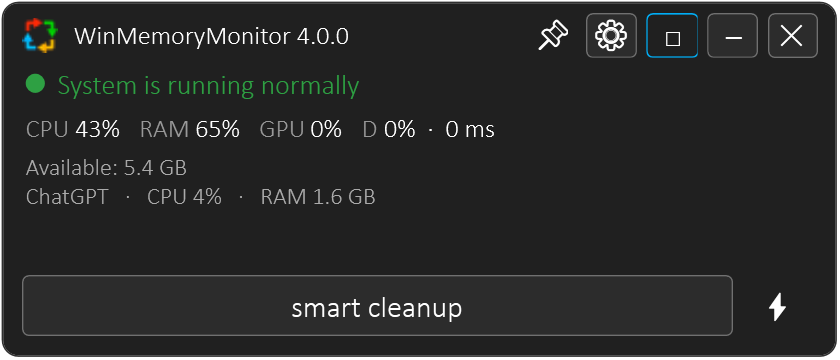 WinMemoryMonitor 4.0.0
System is running normally
CPU 43% RAM 65% GPU 0% D 0% · 0 ms
Available: 5.4 GB
ChatGPT · CPU 4% · RAM 1.6 GB
smart cleanup